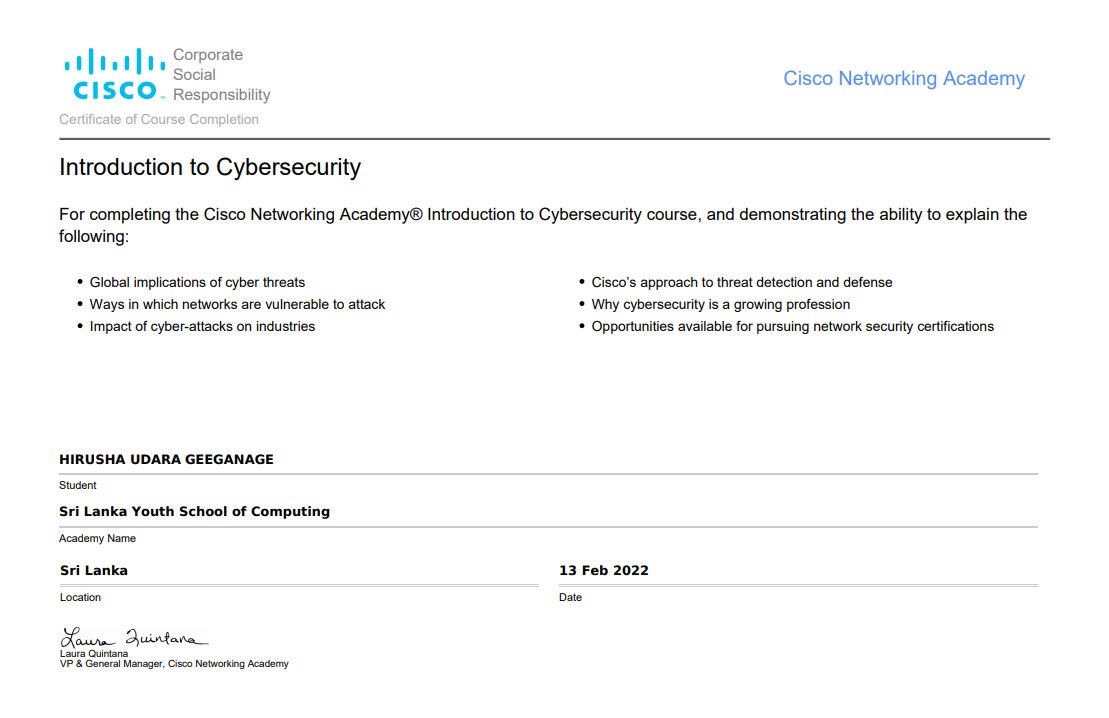 Corporate
Social
Responsibility
CISCO™
Cisco Networking Academy
Certificate of Course Completion
Introduction to Cybersecurity
For completing the Cisco Networking Academy® Introduction to Cybersecurity course, and demonstrating the ability to explain the
following:
• Global implications of cyber threats
• Ways in which networks are vulnerable to attack
• Impact of cyber-attacks on industries
• Cisco's approach to threat detection and defense
• Why cybersecurity is a growing profession
• Opportunities available for pursuing network security certifications
HIRUSHA UDARA GEEGANAGE
Student
Sri Lanka Youth School of Computing
Academy Name
Sri Lanka
Location
13 Feb 2022
Date
Laura Quintana
Laura Quintana
VP & General Manager, Cisco Networking Academy